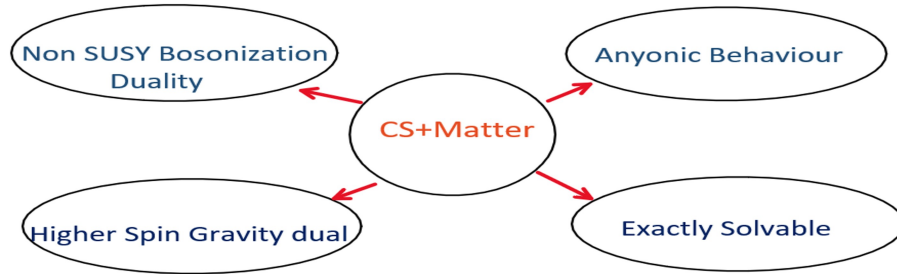 Non SUSY Bosonization
Duality
Anyonic Behaviour
CS+Matter
Higher Spin Gravity dual
Exactly Solvable